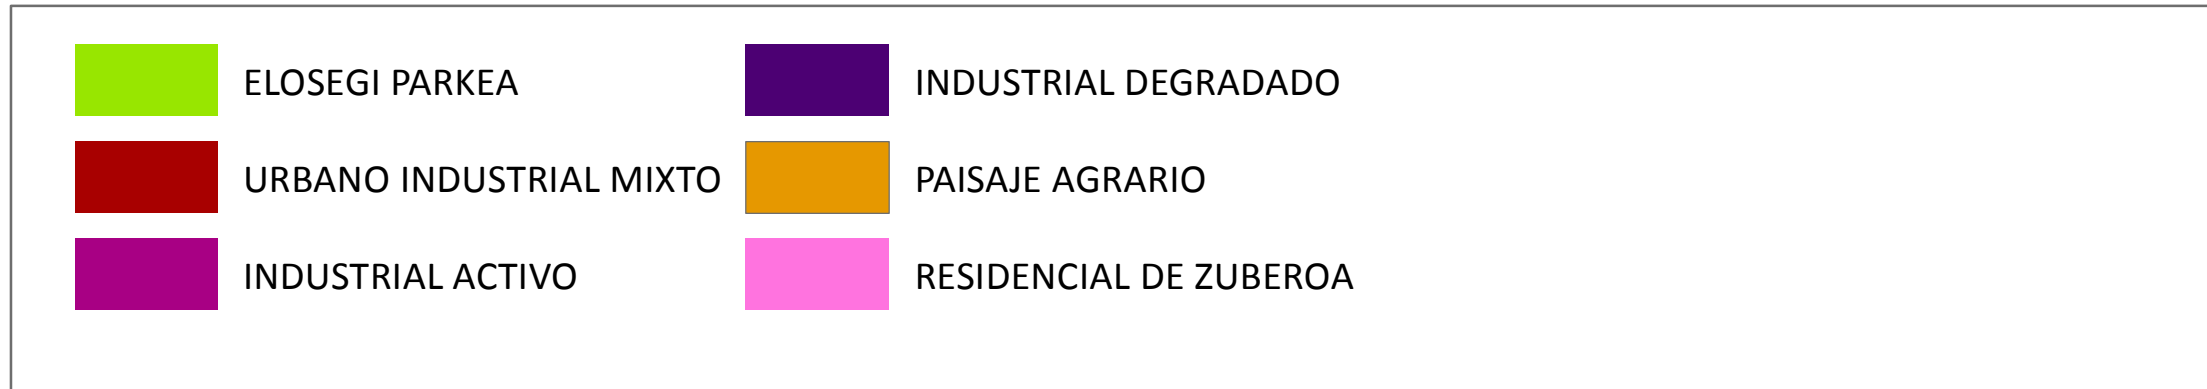 ELOSEGI PARKEA
URBANO INDUSTRIAL MIXTO
INDUSTRIAL ACTIVO
INDUSTRIAL DEGRADADO
PAISAJE AGRARIO
RESIDENCIAL DE ZUBEROA